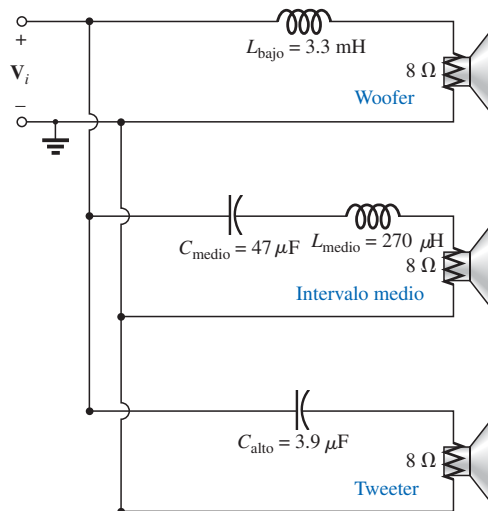 +
V_i
–
L_bajo = 3.3 mH
8 Ω
Woofer
C_medio = 47 μF
L_medio = 270 μH
8 Ω
Intervalo medio
C_alto = 3.9 μF
8 Ω
Tweeter